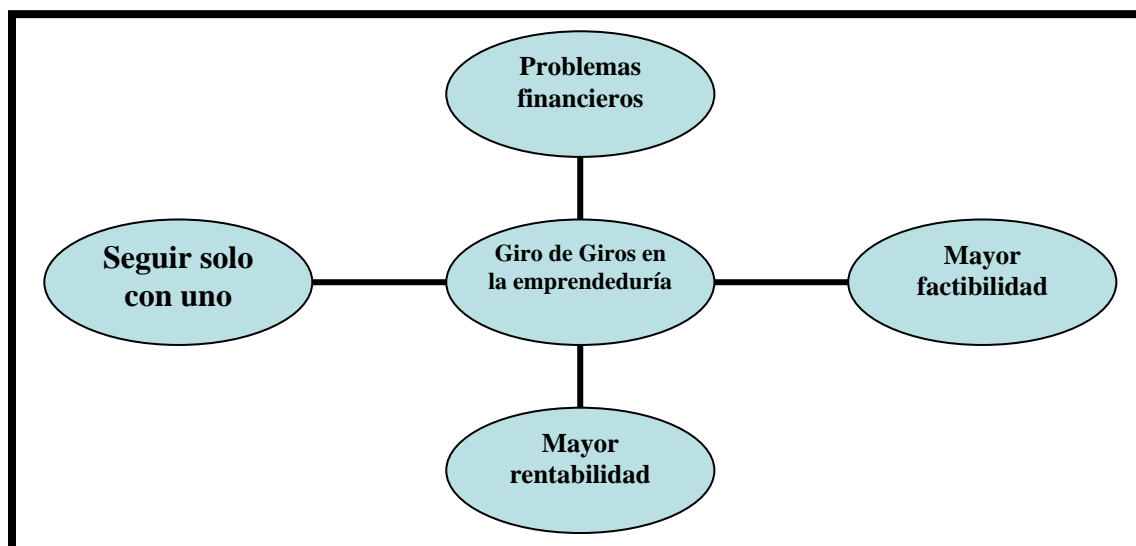 Problemas
financieros
Seguir solo
con uno
Giro de Giros en
la emprendeduría
Mayor
factibilidad
Mayor
rentabilidad